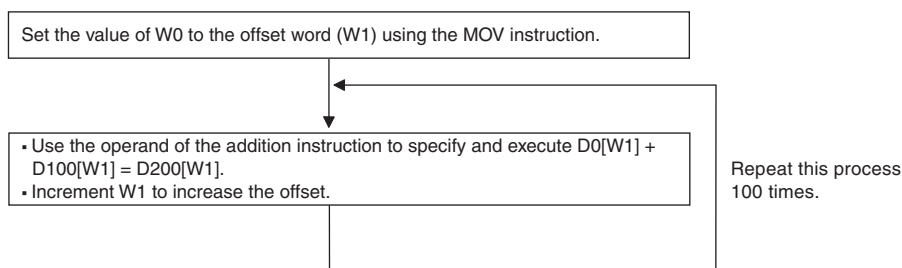 Set the value of W0 to the offset word (W1) using the MOV instruction.
▪ Use the operand of the addition instruction to specify and execute D0[W1] +
D100[W1] = D200[W1].
▪ Increment W1 to increase the offset.
Repeat this process
100 times.